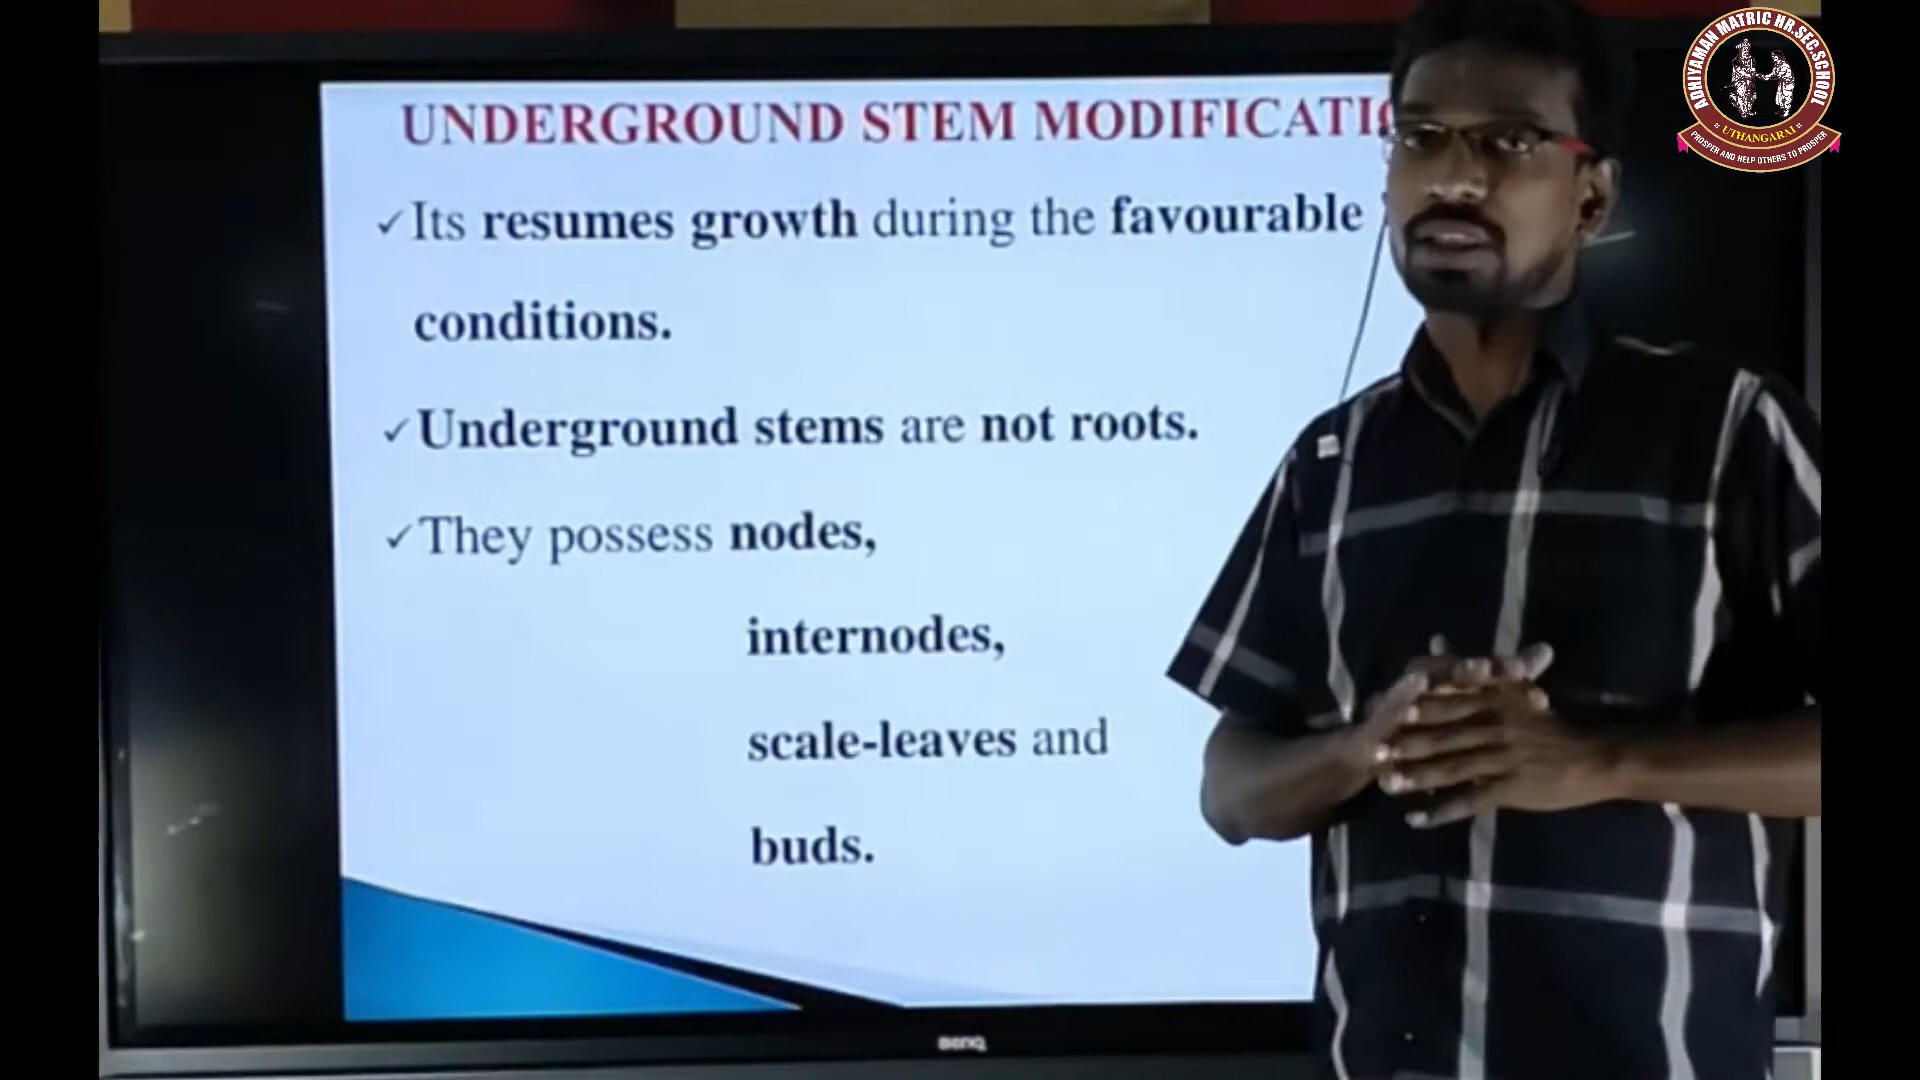 UNDERGROUND STEM MODIFICATI
✓Its resumes growth during the favourable
conditions.
✓Underground stems are not roots.
✓They possess nodes,
internodes,
scale-leaves and
buds.
BenQ
ADHIYAMAN MATRIC HR.SEC.SCHOOL
UTHANGARAI
PROSPER AND HELP OTHERS TO PROSPER